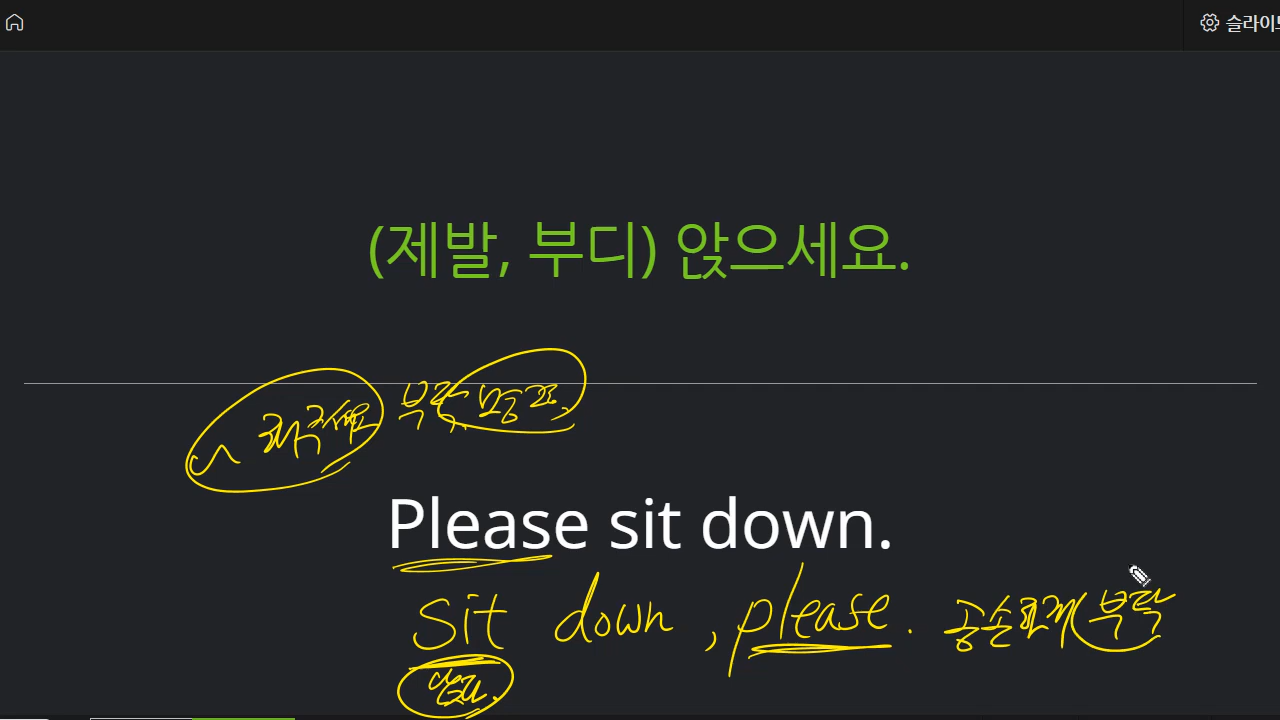 슬라이드
(제발, 부디) 앉으세요.
부탁
Please sit down.
sit down, please. 공손하게 부탁